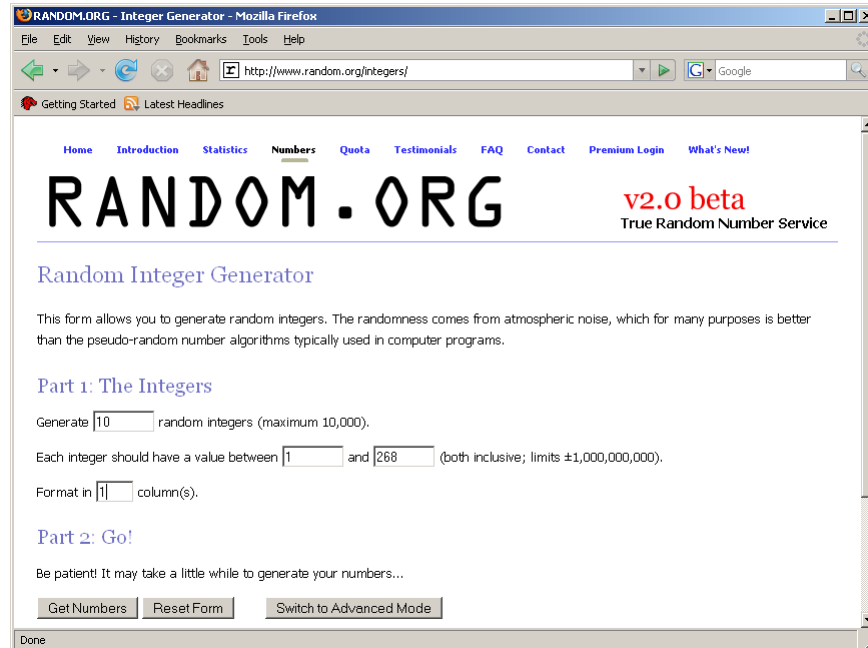 RANDOM.ORG - Integer Generator - Mozilla Firefox
File Edit View History Bookmarks Tools Help
http://www.random.org/integers/ G Google
Getting Started Latest Headlines
Home Introduction Statistics Numbers Quota Testimonials FAQ Contact Premium Login What's New!
RANDOM.ORG
v2.0 beta
True Random Number Service
Random Integer Generator
This form allows you to generate random integers. The randomness comes from atmospheric noise, which for many purposes is better
than the pseudo-random number algorithms typically used in computer programs.
Part 1: The Integers
Generate 10 random integers (maximum 10,000).
Each integer should have a value between 1 and 268 (both inclusive; limits ±1,000,000,000).
Format in 1 column(s).
Part 2: Go!
Be patient! It may take a little while to generate your numbers...
Get Numbers Reset Form Switch to Advanced Mode
Done